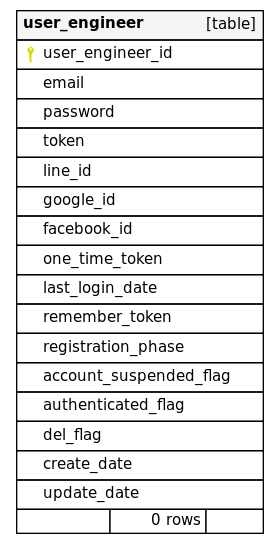 user_engineer [table]
user_engineer_id
email
password
token
line_id
google_id
facebook_id
one_time_token
last_login_date
remember_token
registration_phase
account_suspended_flag
authenticated_flag
del_flag
create_date
update_date
0 rows